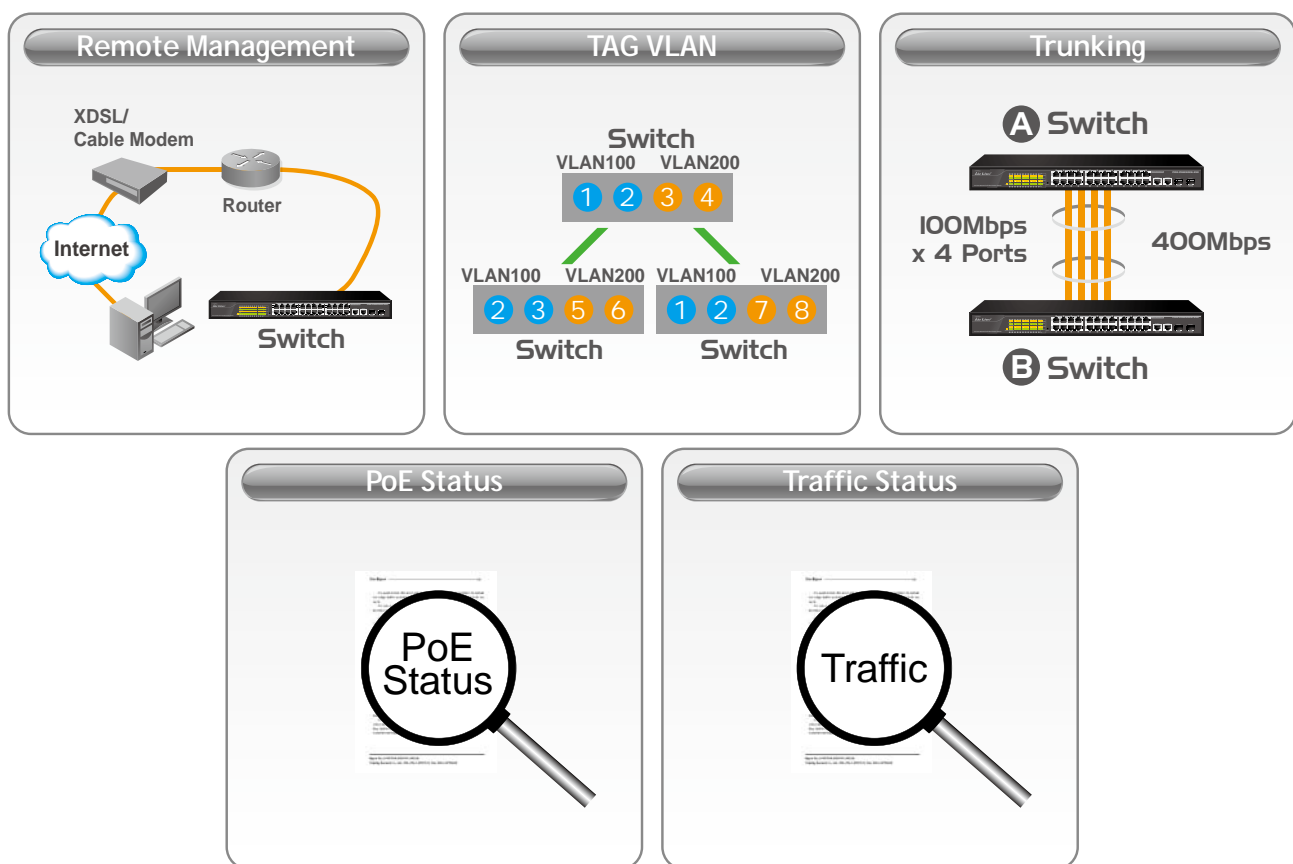 Remote Management
XDSL/
Cable Modem
Router
Internet
Switch
TAG VLAN
Switch
VLAN100 VLAN200
1 2 3 4
VLAN100 VLAN200
2 3 5 6
Switch
VLAN100 VLAN200
1 2 7 8
Switch
Trunking
A Switch
100Mbps
x 4 Ports
400Mbps
B Switch
PoE Status
PoE
Status
Traffic Status
Traffic